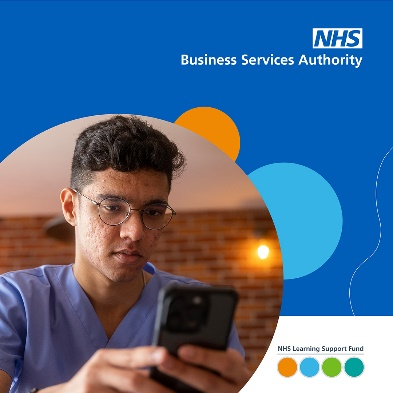 NHS
Business Services Authority
NHS Learning Support Fund